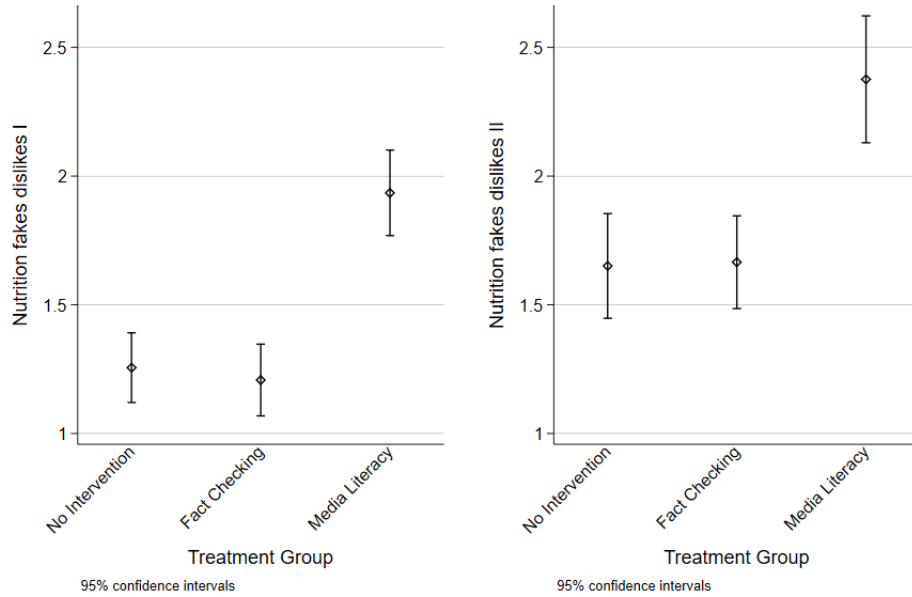 Nutrition fakes dislikes I
2.5
2
1.5
1
No Intervention
Fact Checking
Media Literacy
Treatment Group
95% confidence intervals
Nutrition fakes dislikes II
2.5
2
1.5
1
No Intervention
Fact Checking
Media Literacy
Treatment Group
95% confidence intervals